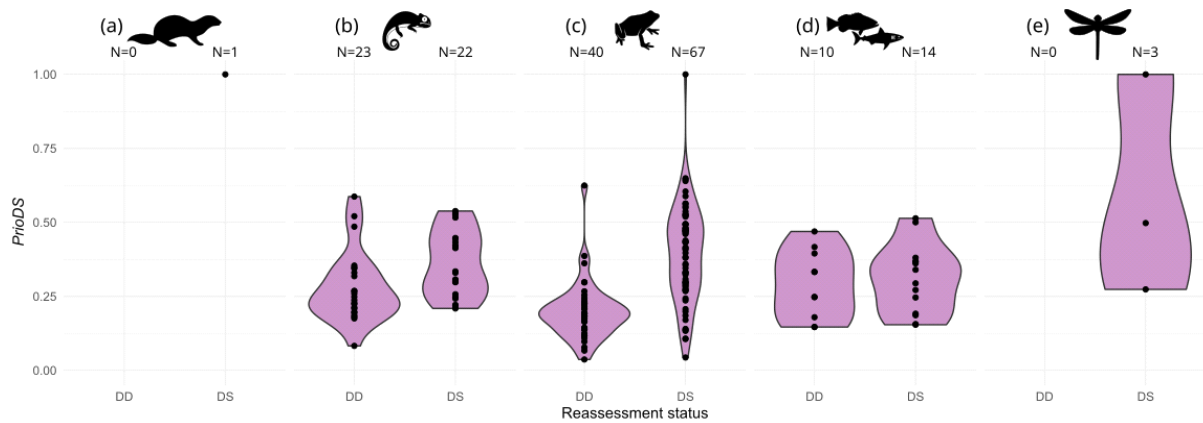 (a)
(b)
(c)
(d)
(e)
N=0 N=1
N=23 N=22
N=40 N=67
N=10 N=14
N=0 N=3
1.00
0.75
0.50
0.25
0.00
PrioDS
DD DS
DD DS
DD DS
DD DS
DD DS
Reassessment status